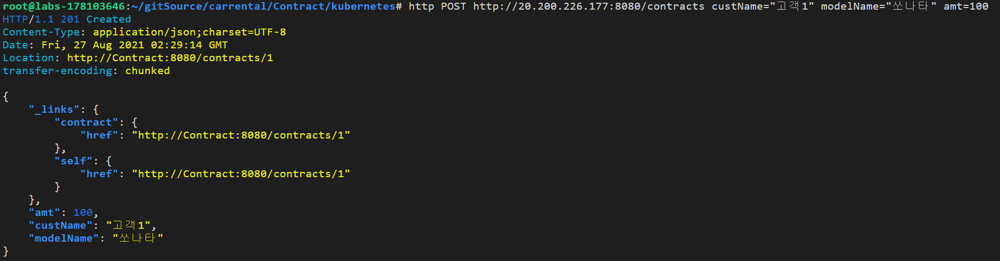 root@labs-178103646:~/gitSource/carrental/Contract/kubernetes# http POST http://20.200.226.177:8080/contracts custName="고객1" modelName="쏘나타" amt=100
HTTP/1.1 201 Created
Content-Type: application/json;charset=UTF-8
Date: Fri, 27 Aug 2021 02:29:14 GMT
Location: http://Contract:8080/contracts/1
transfer-encoding: chunked
{
    "_links": {
        "contract": {
            "href": "http://Contract:8080/contracts/1"
        },
        "self": {
            "href": "http://Contract:8080/contracts/1"
        }
    },
    "amt": 100,
    "custName": "고객1",
    "modelName": "쏘나타"
}